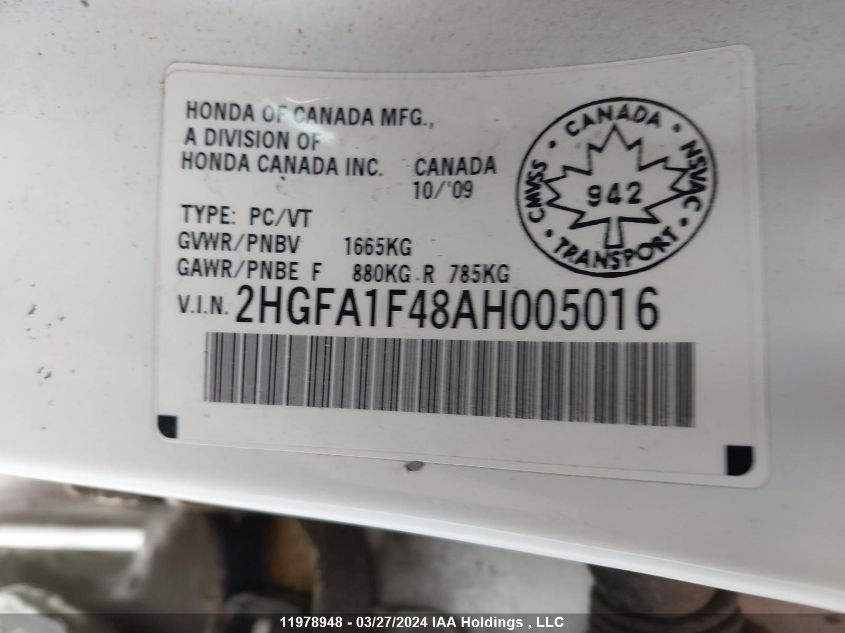 HONDA OF CANADA MFG.,
A DIVISION OF
HONDA CANADA INC. CANADA
10/'09
TYPE: PC/VT
GVWR/PNBV 1665KG
GAWR/PNBE F 880KG R 785KG
V.I.N. 2HGFA1F48AH005016
CANADA
CMVSS • NSVAC
942
• TRANSPORT •
11978948 - 03/27/2024 IAA Holdings , LLC